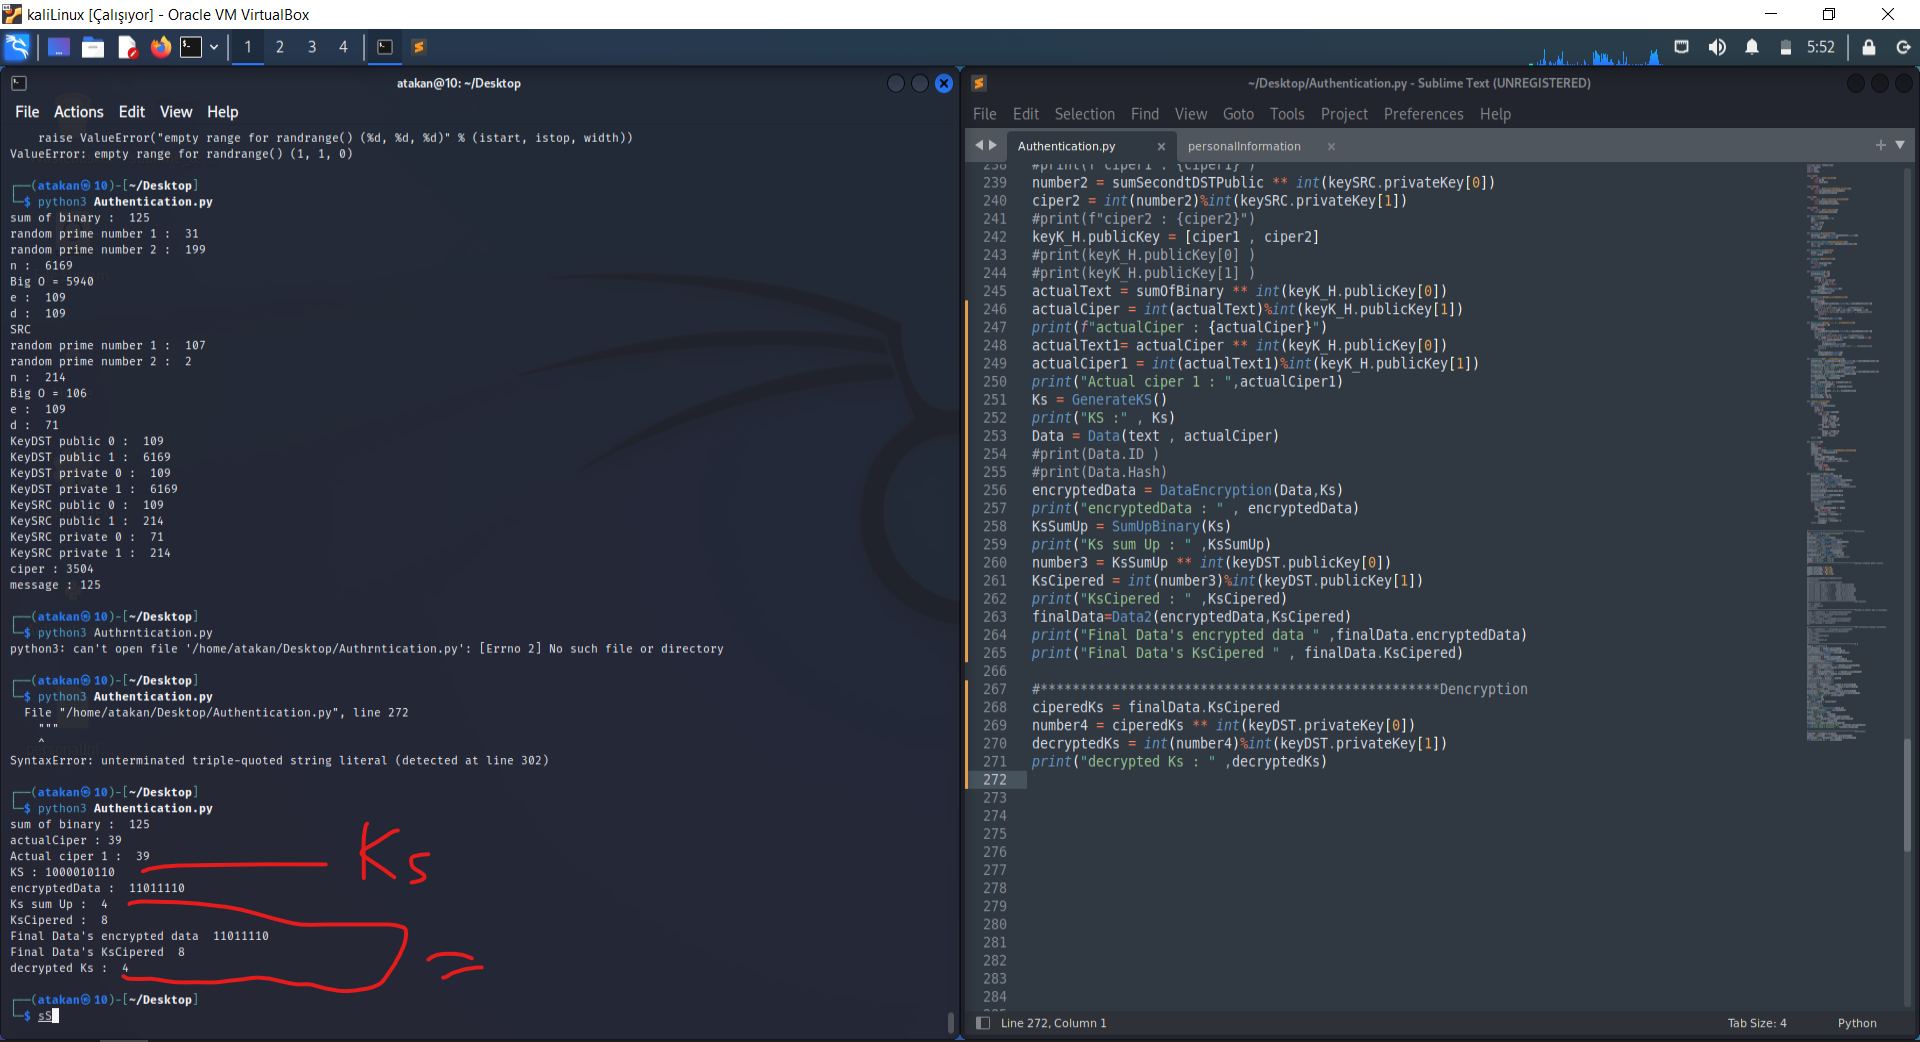 kaliLinux [Çalışıyor] - Oracle VM VirtualBox
1 2 3 4 5:52
atakan@10: ~/Desktop
File Actions Edit View Help
    raise ValueError("empty range for randrange() (%d, %d, %d)" % (istart, istop, width))
ValueError: empty range for randrange() (1, 1, 0)
┌──(atakan㉿10)-[~/Desktop]
└─$ python3 Authentication.py
sum of binary :  125
random prime number 1 :  31
random prime number 2 :  199
n :  6169
Big O = 5940
e :  109
d :  109
SRC
random prime number 1 :  107
random prime number 2 :  2
n :  214
Big O = 106
e :  109
d :  71
KeyDST public 0 :  109
KeyDST public 1 :  6169
KeyDST private 0 :  109
KeyDST private 1 :  6169
KeySRC public 0 :  109
KeySRC public 1 :  214
KeySRC private 0 :  71
KeySRC private 1 :  214
ciper : 3504
message : 125
┌──(atakan㉿10)-[~/Desktop]
└─$ python3 Authrntication.py
python3: can't open file '/home/atakan/Desktop/Authrntication.py': [Errno 2] No such file or directory
┌──(atakan㉿10)-[~/Desktop]
└─$ python3 Authentication.py
  File "/home/atakan/Desktop/Authentication.py", line 272
    """
    ^
SyntaxError: unterminated triple-quoted string literal (detected at line 302)
┌──(atakan㉿10)-[~/Desktop]
└─$ python3 Authentication.py
sum of binary :  125
actualCiper : 39
Actual ciper 1 :  39
KS : 1000010110
encryptedData :  11011110
Ks sum Up :  4
KsCipered :  8
Final Data's encrypted data  11011110
Final Data's KsCipered  8
decrypted Ks :  4
┌──(atakan㉿10)-[~/Desktop]
└─$ sS
Ks
=
~/Desktop/Authentication.py - Sublime Text (UNREGISTERED)
File Edit Selection Find View Goto Tools Project Preferences Help
Authentication.py × personalInformation ×
238 #print(f"ciper1 : {ciper1}")
239 number2 = sumSecondtDSTPublic ** int(keySRC.privateKey[0])
240 ciper2 = int(number2)%int(keySRC.privateKey[1])
241 #print(f"ciper2 : {ciper2}")
242 keyK_H.publicKey = [ciper1 , ciper2]
243 #print(keyK_H.publicKey[0] )
244 #print(keyK_H.publicKey[1] )
245 actualText = sumOfBinary ** int(keyK_H.publicKey[0])
246 actualCiper = int(actualText)%int(keyK_H.publicKey[1])
247 print(f"actualCiper : {actualCiper}")
248 actualText1= actualCiper ** int(keyK_H.publicKey[0])
249 actualCiper1 = int(actualText1)%int(keyK_H.publicKey[1])
250 print("Actual ciper 1 : ",actualCiper1)
251 Ks = GenerateKS()
252 print("KS :" , Ks)
253 Data = Data(text , actualCiper)
254 #print(Data.ID )
255 #print(Data.Hash)
256 encryptedData = DataEncryption(Data,Ks)
257 print("encryptedData : " , encryptedData)
258 KsSumUp = SumUpBinary(Ks)
259 print("Ks sum Up : " ,KsSumUp)
260 number3 = KsSumUp ** int(keyDST.publicKey[0])
261 KsCipered = int(number3)%int(keyDST.publicKey[1])
262 print("KsCipered : " ,KsCipered)
263 finalData=Data2(encryptedData,KsCipered)
264 print("Final Data's encrypted data " ,finalData.encryptedData)
265 print("Final Data's KsCipered " , finalData.KsCipered)
266
267 #**************************************************Dencryption
268 ciperedKs = finalData.KsCipered
269 number4 = ciperedKs ** int(keyDST.privateKey[0])
270 decryptedKs = int(number4)%int(keyDST.privateKey[1])
271 print("decrypted Ks : " ,decryptedKs)
272
273
274
275
276
277
278
279
280
281
282
283
284
Line 272, Column 1 Tab Size: 4 Python